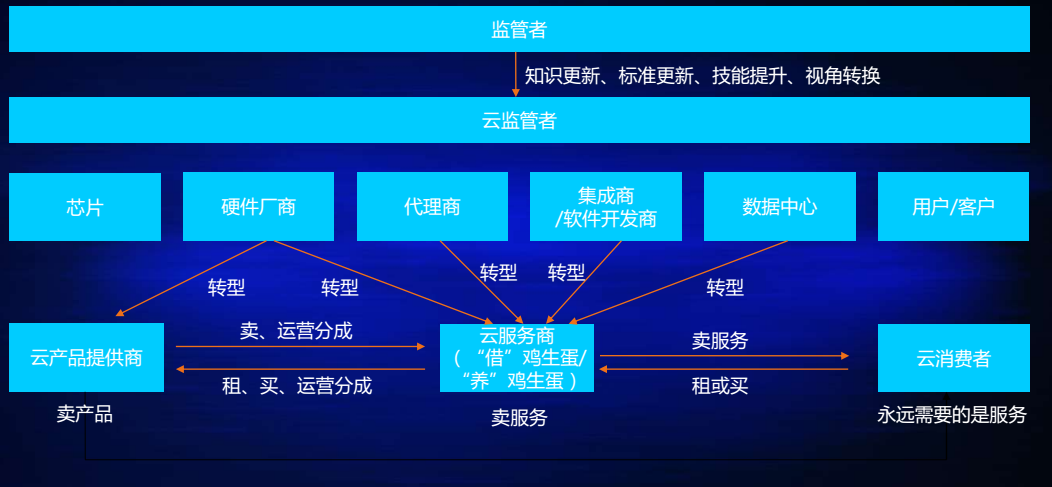 监管者
知识更新、标准更新、技能提升、视角转换
云监管者
芯片
硬件厂商
代理商
集成商
/软件开发商
数据中心
用户/客户
转型
转型
转型
转型
转型
云产品提供商
卖、运营分成
租、买、运营分成
云服务商
（“借”鸡生蛋/
“养”鸡生蛋）
卖服务
租或买
云消费者
卖产品
卖服务
永远需要的是服务